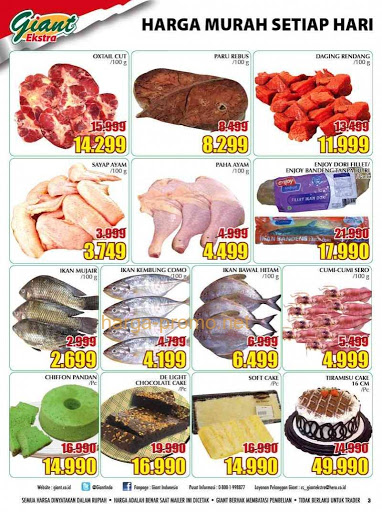 Giant
Ekstra
HARGA MURAH SETIAP HARI
OXTAIL CUT
/100 g
15.999
14.299
PARU REBUS
/100 g
8.499
8.299
DAGING RENDANG
/100 g
13.999
11.999
SAYAP AYAM
/100 g
3.999
3.749
PAHA AYAM
/100 g
4.999
4.499
ENJOY DORI FILLET/
ENJOY BANDENG TANPA DURI
enjoy
21.990
17.990
IKAN MUJAIR
/100 g
2.999
2.699
IKAN KEMBUNG COMO
/100 g
4.799
4.199
IKAN BAWAL HITAM
/100 g
6.999
6.499
CUMI-CUMI SERO
/100 g
5.999
4.999
harga-promo.net
CHIFFON PANDAN
/Pc
16.990
14.990
DE LIGHT
CHOCOLATE CAKE
/Pc
19.990
16.990
SOFT CAKE
/Pc
16.990
14.990
TIRAMISU CAKE
16 CM
/Pc
74.990
49.990
Website : giant.co.id
@GiantIndo
Fanpage : Giant Indonesia
Pusat Informasi : 0-800-1-998877
Layanan Pelanggan Giant : cc_giantekstra@hero.co.id
SEMUA HARGA DINYATAKAN DALAM RUPIAH • HARGA ADALAH BENAR SAAT MAILER INI DICETAK • GIANT BERHAK MEMBATASI PEMBELIAN • TIDAK BERLAKU UNTUK TRADER
3